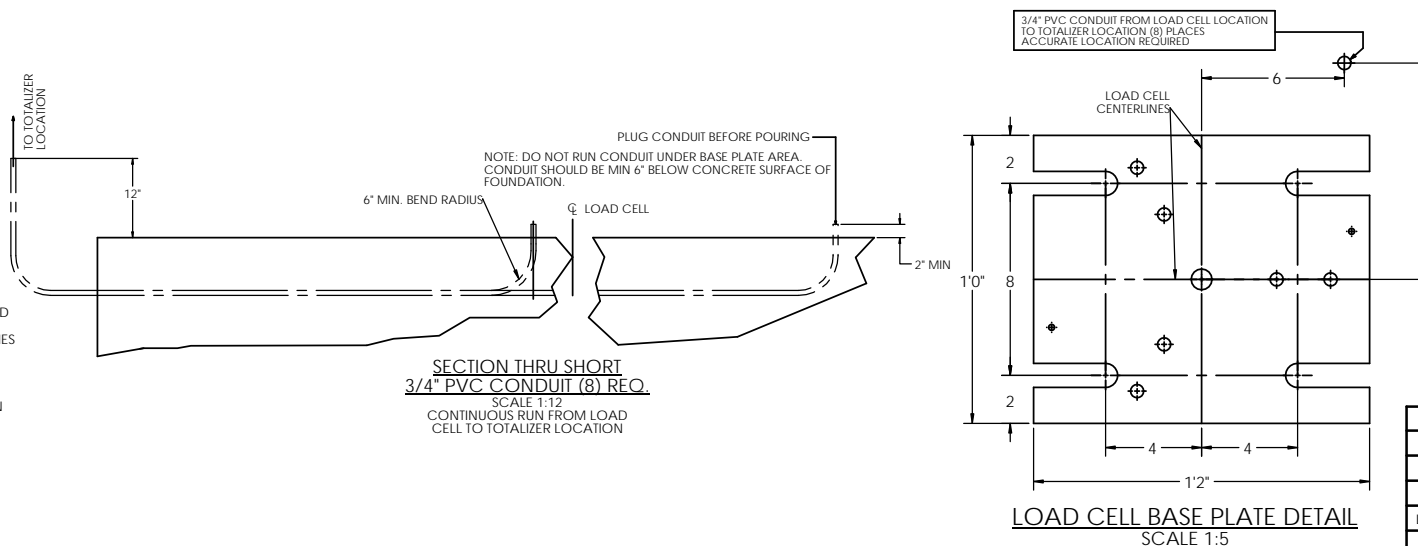 TO TOTALIZER
LOCATION
12"
6" MIN. BEND RADIUS
PLUG CONDUIT BEFORE POURING
NOTE: DO NOT RUN CONDUIT UNDER BASE PLATE AREA.
CONDUIT SHOULD BE MIN 6" BELOW CONCRETE SURFACE OF
FOUNDATION.
℄ LOAD CELL
2" MIN
SECTION THRU SHORT
3/4" PVC CONDUIT (8) REQ.
SCALE 1:12
CONTINUOUS RUN FROM LOAD
CELL TO TOTALIZER LOCATION
3/4" PVC CONDUIT FROM LOAD CELL LOCATION
TO TOTALIZER LOCATION (8) PLACES
ACCURATE LOCATION REQUIRED
6
LOAD CELL
CENTERLINES
2
1'0"
8
2
4
4
1'2"
LOAD CELL BASE PLATE DETAIL
SCALE 1:5